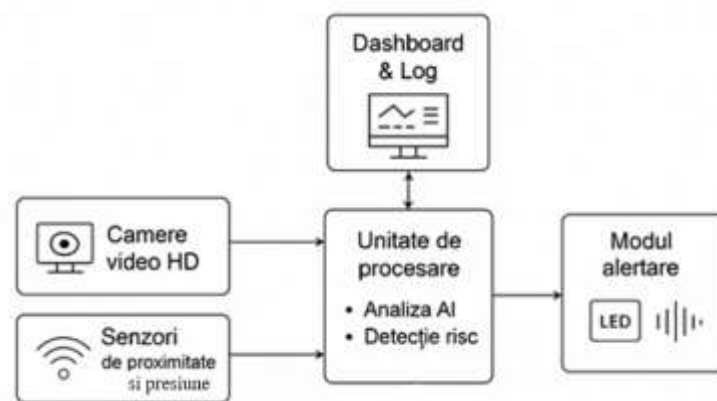 Dashboard
& Log
Camere
video HD
Senzori
de proximitate
si presiune
Unitate de
procesare
• Analiza AI
• Detecție risc
Modul
alertare
LED